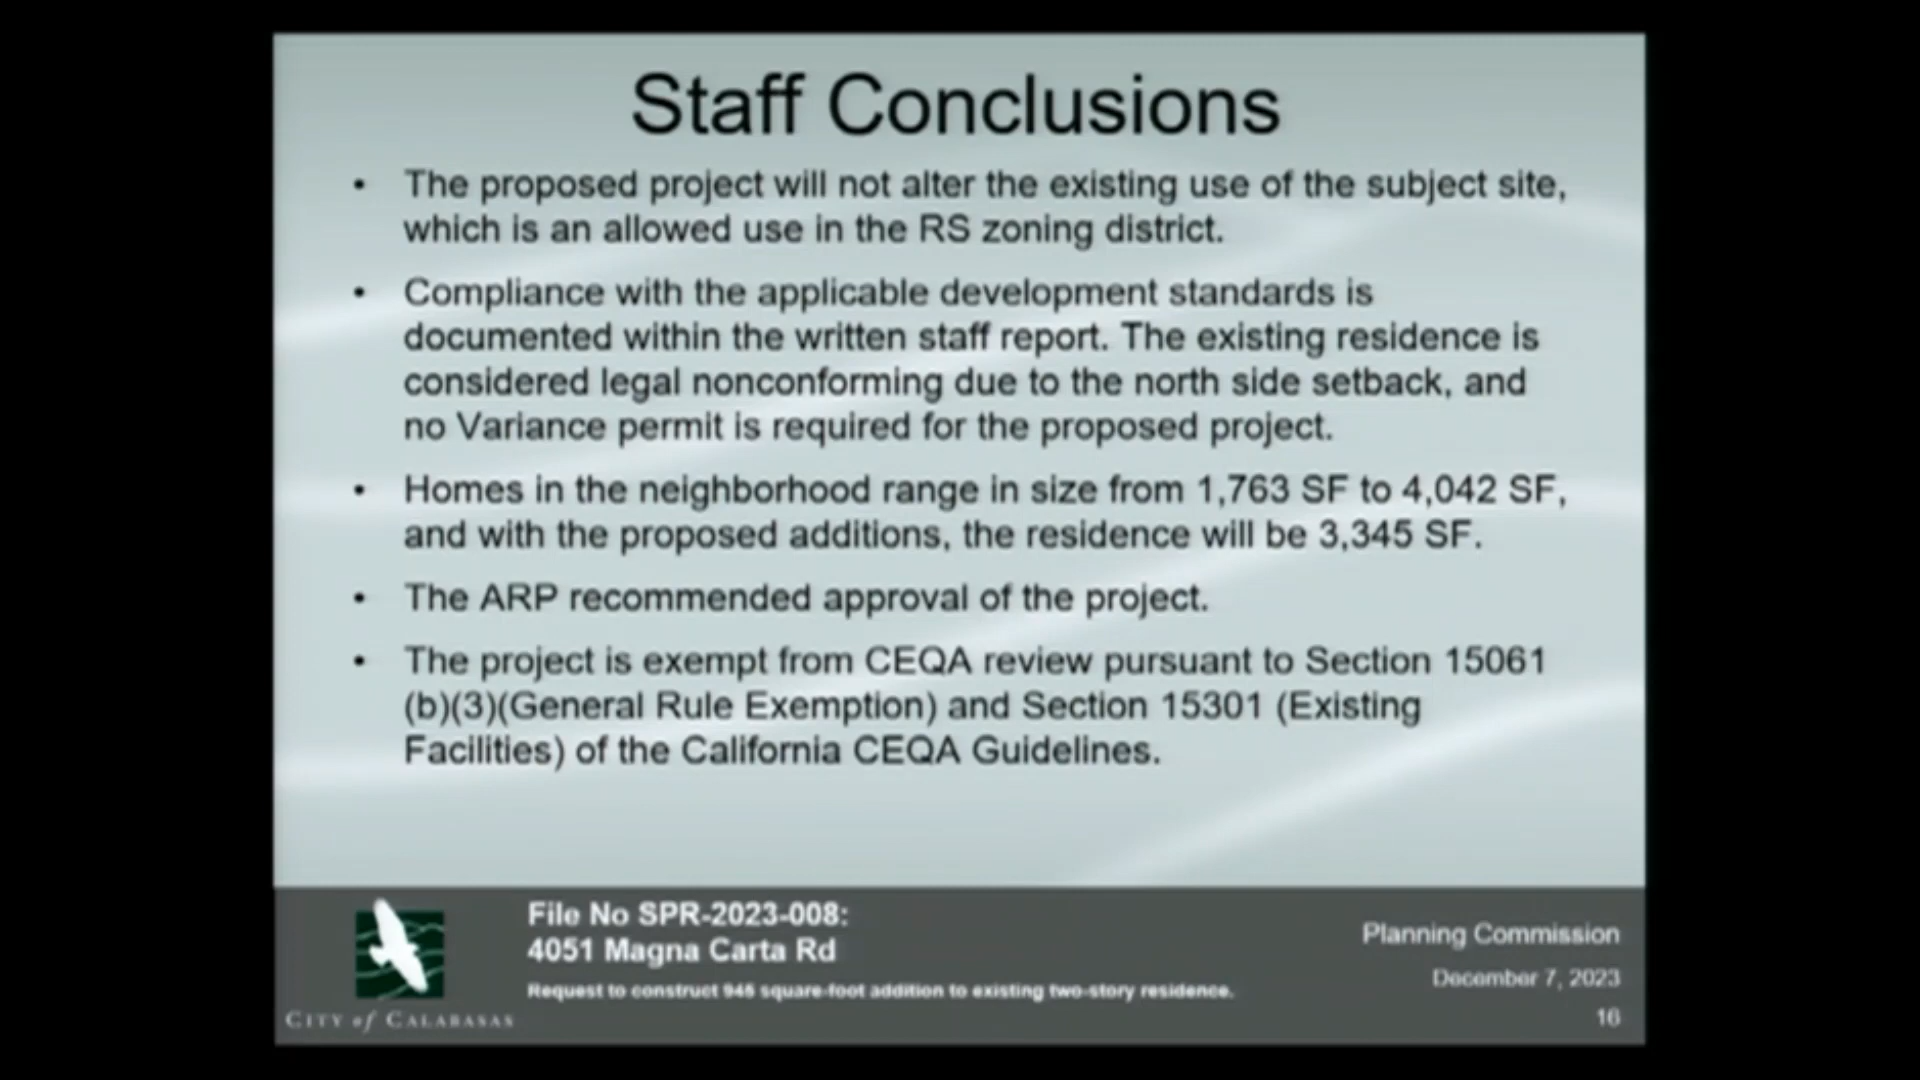 Staff Conclusions
• The proposed project will not alter the existing use of the subject site,
which is an allowed use in the RS zoning district.
• Compliance with the applicable development standards is
documented within the written staff report. The existing residence is
considered legal nonconforming due to the north side setback, and
no Variance permit is required for the proposed project.
• Homes in the neighborhood range in size from 1,763 SF to 4,042 SF,
and with the proposed additions, the residence will be 3,345 SF.
• The ARP recommended approval of the project.
• The project is exempt from CEQA review pursuant to Section 15061
(b)(3)(General Rule Exemption) and Section 15301 (Existing
Facilities) of the California CEQA Guidelines.
File No SPR-2023-008:
4051 Magna Carta Rd
Request to construct square-foot addition to existing two-story residence.
CITY of CALABASAS
Planning Commission
December 7, 2023
16